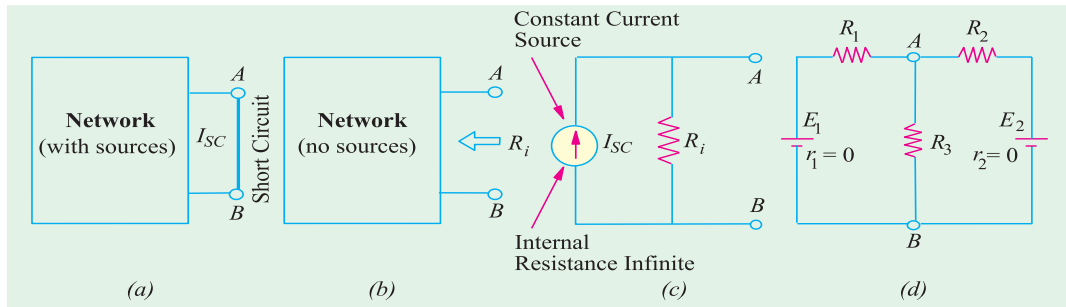 A
Network
(with sources)
I_SC
Short Circuit
B
(a)
Network
(no sources)
A
R_i
B
(b)
Constant Current
Source
A
I_SC
R_i
B
Internal
Resistance Infinite
(c)
R_1
A
R_2
E_1
r_1 = 0
R_3
E_2
r_2 = 0
B
(d)